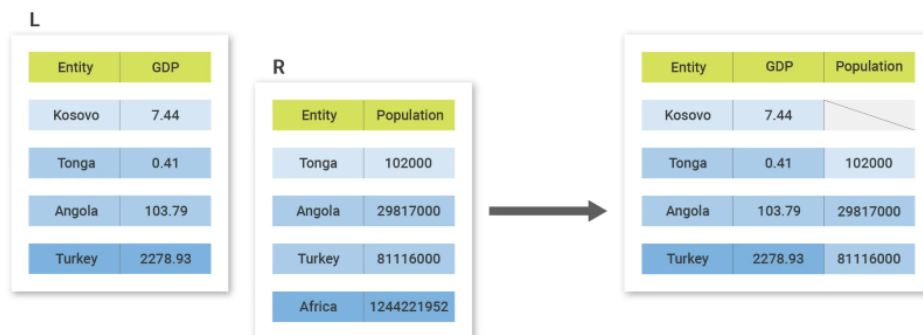 L
Entity GDP
Kosovo 7.44
Tonga 0.41
Angola 103.79
Turkey 2278.93
R
Entity Population
Tonga 102000
Angola 29817000
Turkey 81116000
Africa 1244221952
Entity GDP Population
Kosovo 7.44
Tonga 0.41 102000
Angola 103.79 29817000
Turkey 2278.93 81116000